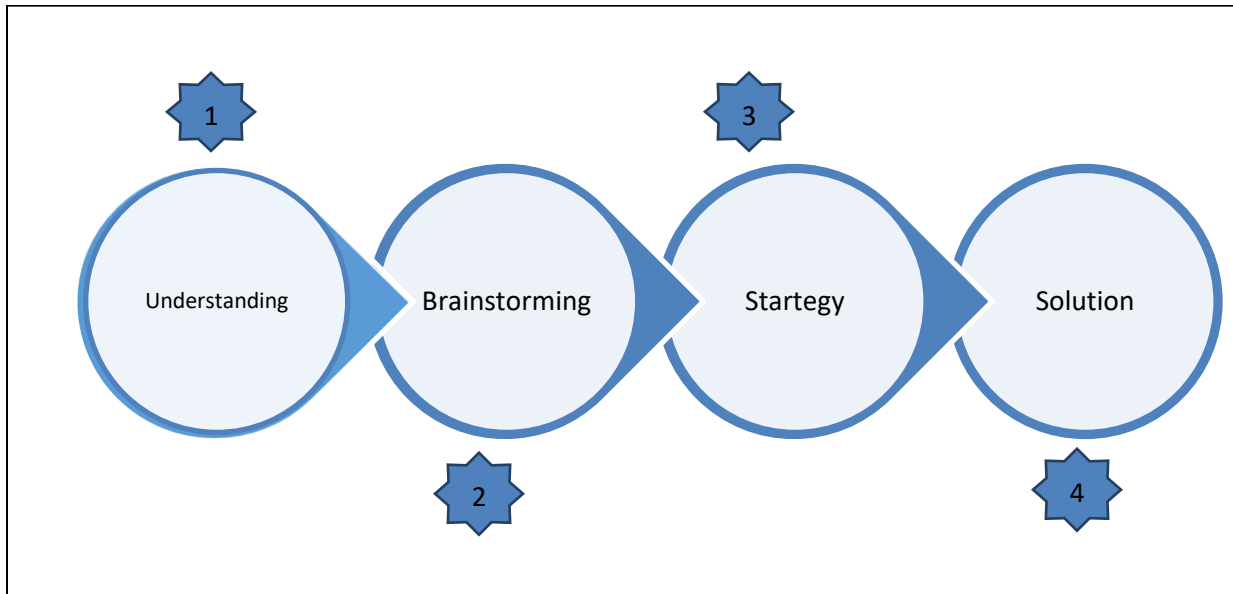 1
3
Understanding
Brainstorming
Startegy
Solution
2
4